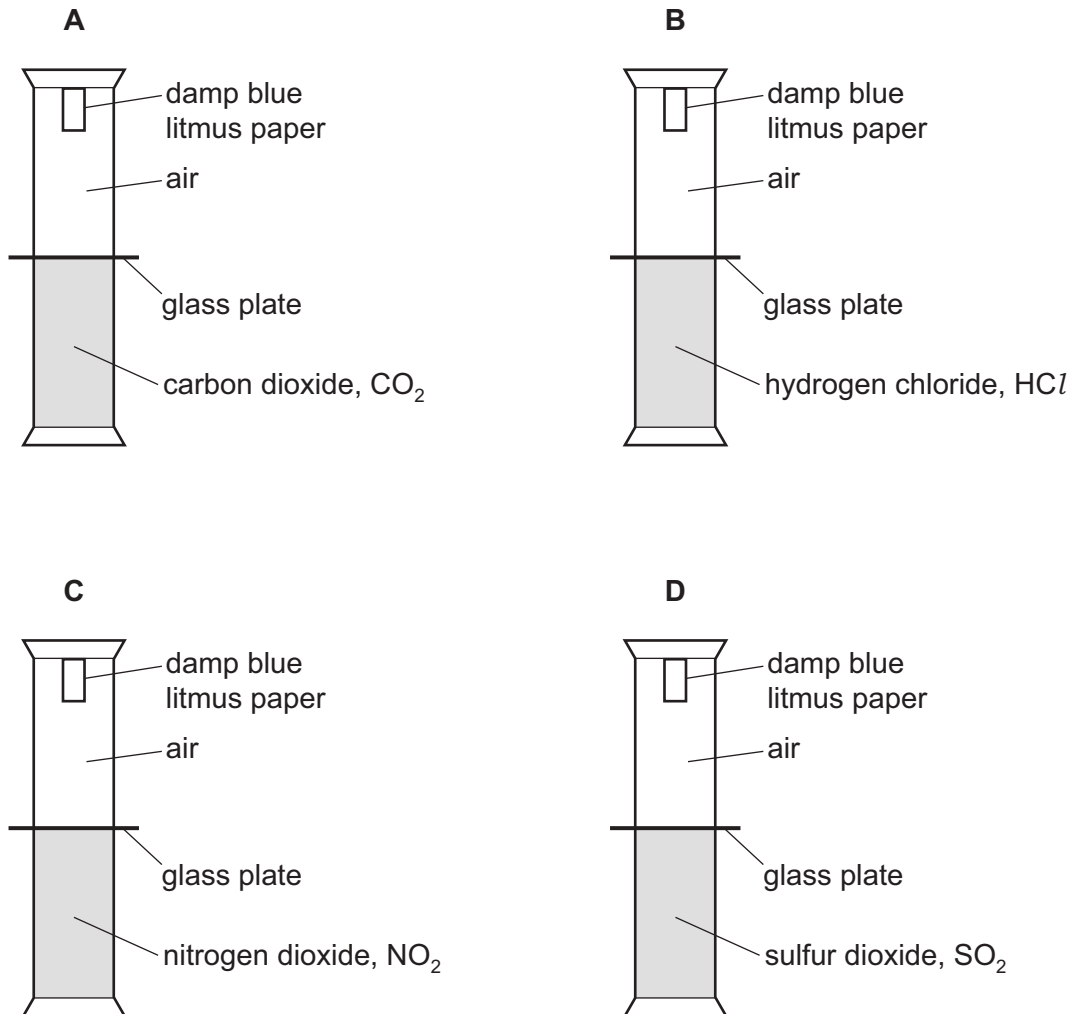 A
damp blue
litmus paper
air
glass plate
carbon dioxide, CO₂
B
damp blue
litmus paper
air
glass plate
hydrogen chloride, HCl
C
damp blue
litmus paper
air
glass plate
nitrogen dioxide, NO₂
D
damp blue
litmus paper
air
glass plate
sulfur dioxide, SO₂